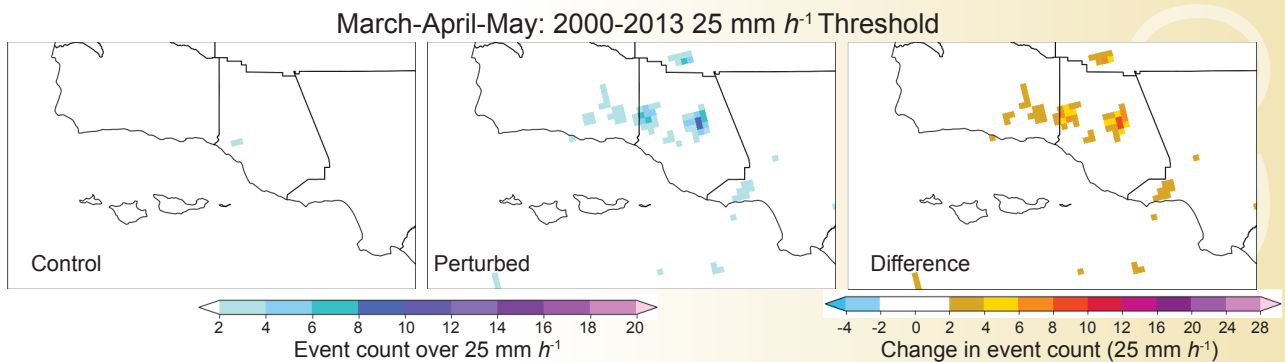 March-April-May: 2000-2013 25 mm h⁻¹ Threshold
Control
Perturbed
Difference
2 4 6 8 10 12 14 16 18 20
Event count over 25 mm h⁻¹
-4 -2 0 2 4 6 8 10 12 16 20 24 28
Change in event count (25 mm h⁻¹)